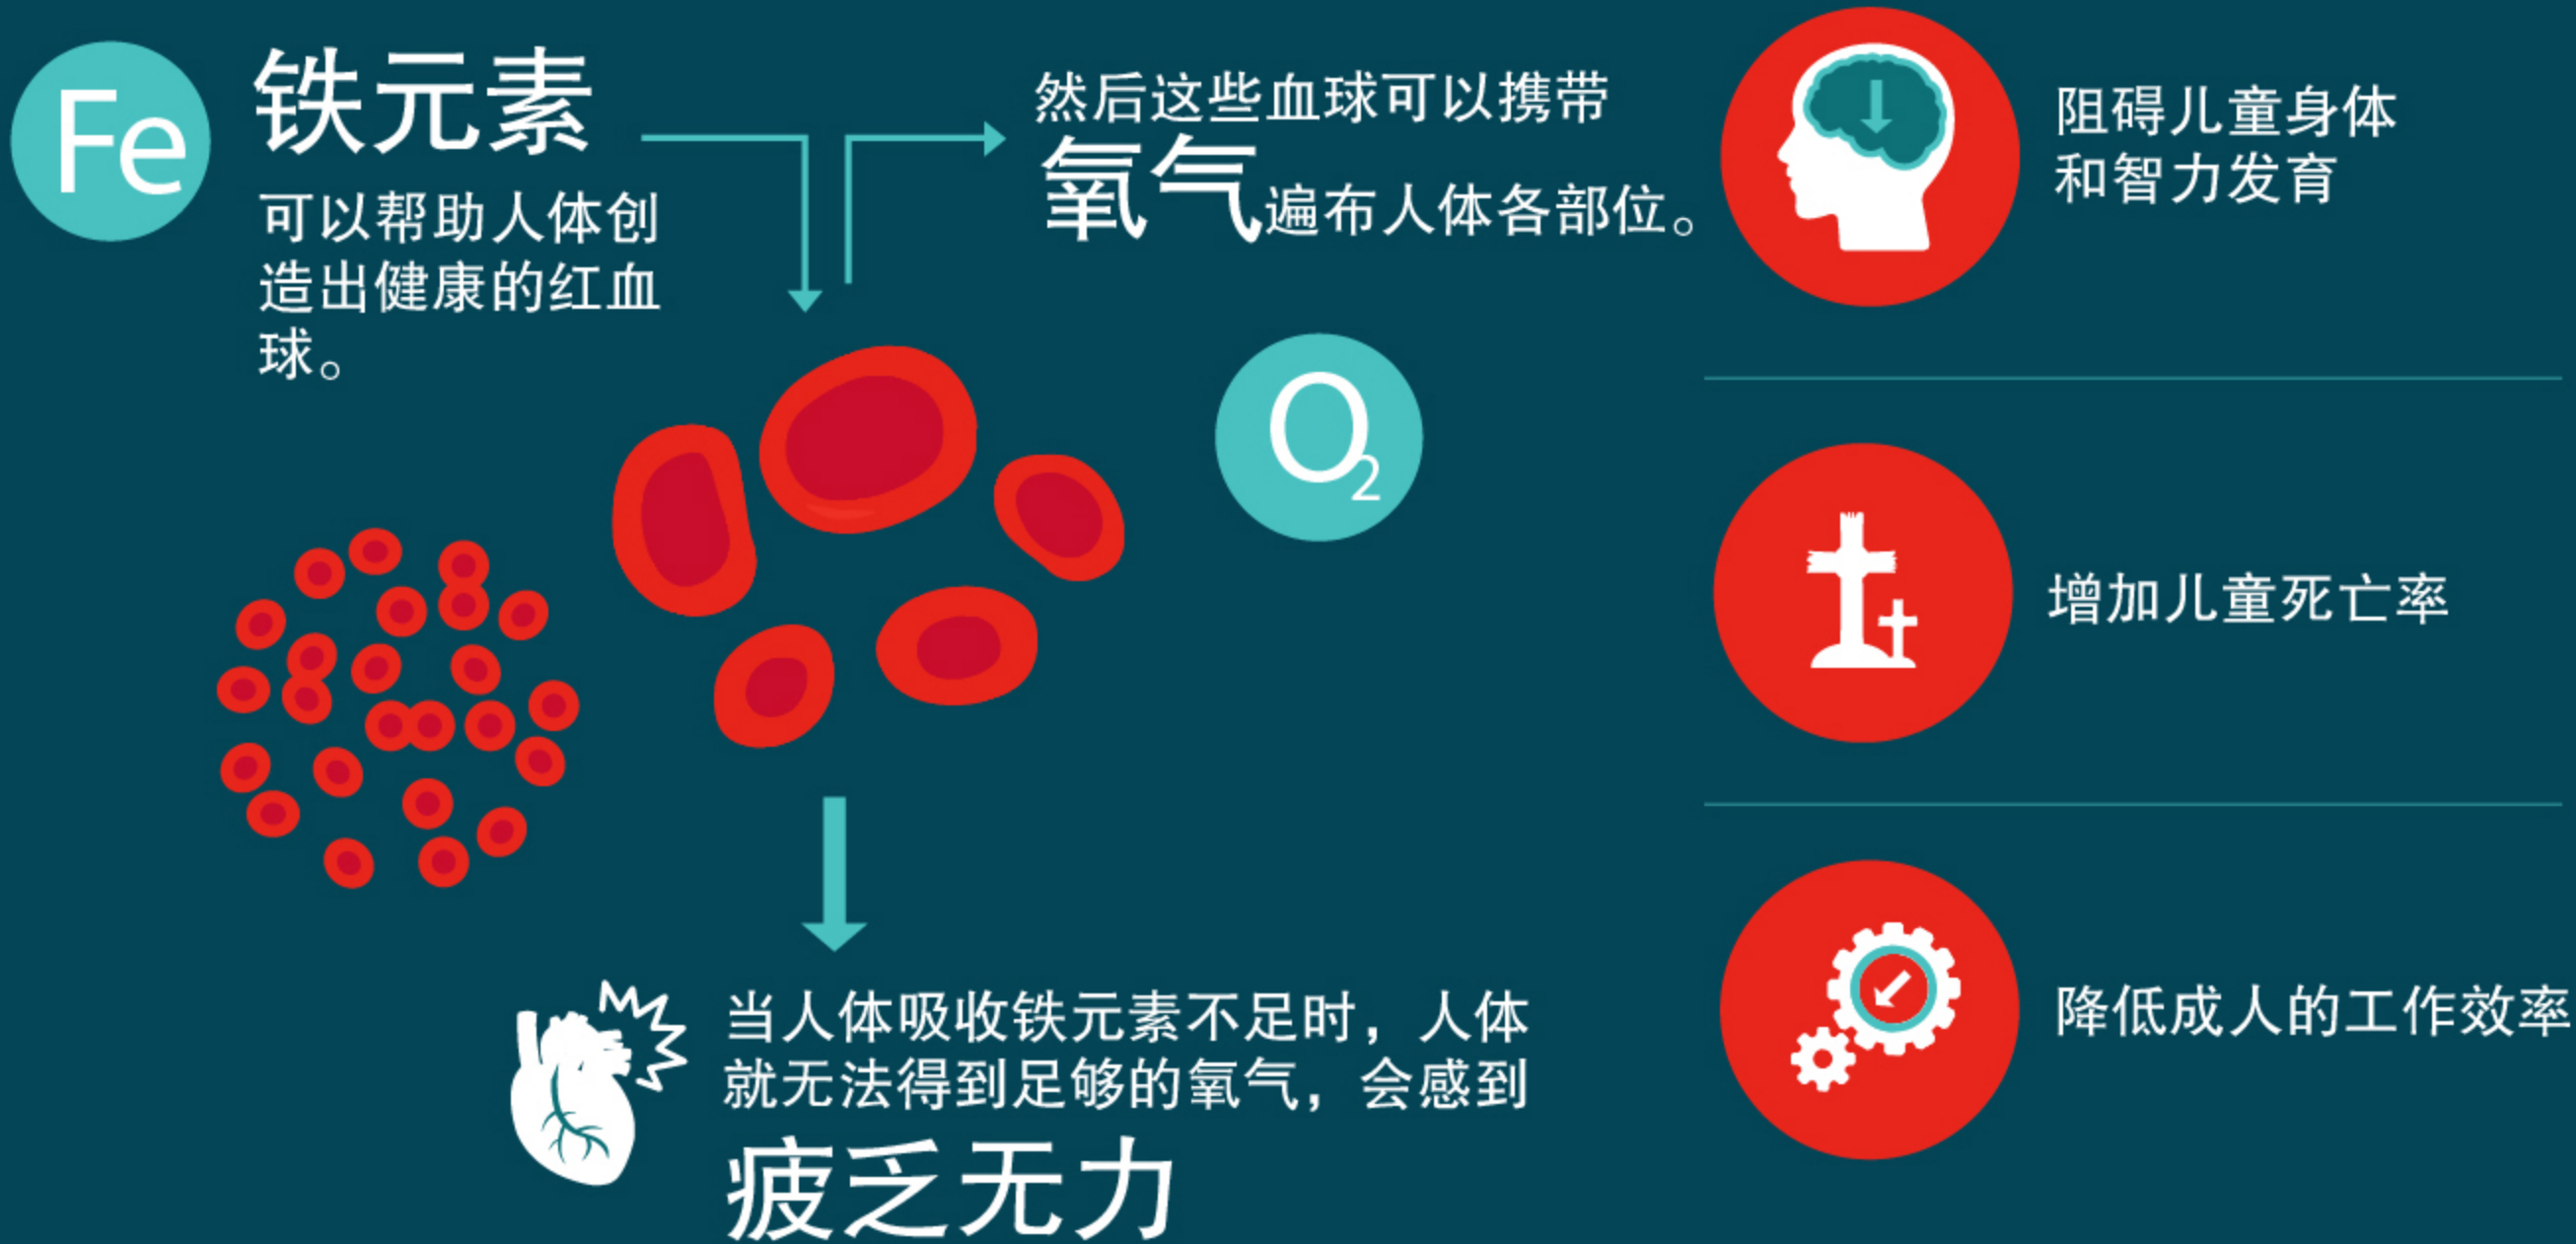 Fe
铁元素
可以帮助人体创
造出健康的红血
球。
然后这些血球可以携带
氧气遍布人体各部位。
O₂
当人体吸收铁元素不足时，人体
就无法得到足够的氧气，会感到
疲乏无力
阻碍儿童身体
和智力发育
增加儿童死亡率
降低成人的工作效率